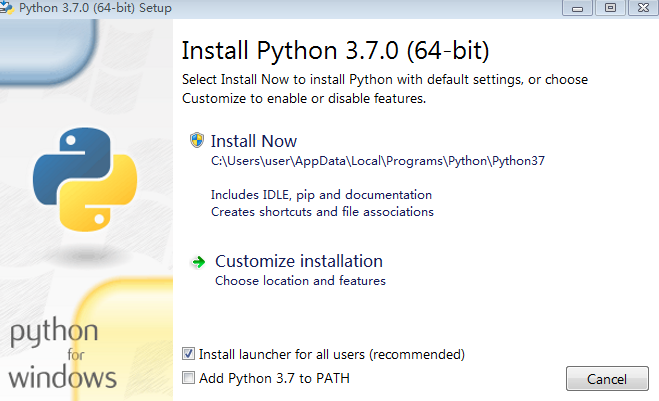 Python 3.7.0 (64-bit) Setup
Install Python 3.7.0 (64-bit)
Select Install Now to install Python with default settings, or choose
Customize to enable or disable features.
Install Now
C:\Users\user\AppData\Local\Programs\Python\Python37
Includes IDLE, pip and documentation
Creates shortcuts and file associations
Customize installation
Choose location and features
python
for
windows
Install launcher for all users (recommended)
Add Python 3.7 to PATH
Cancel